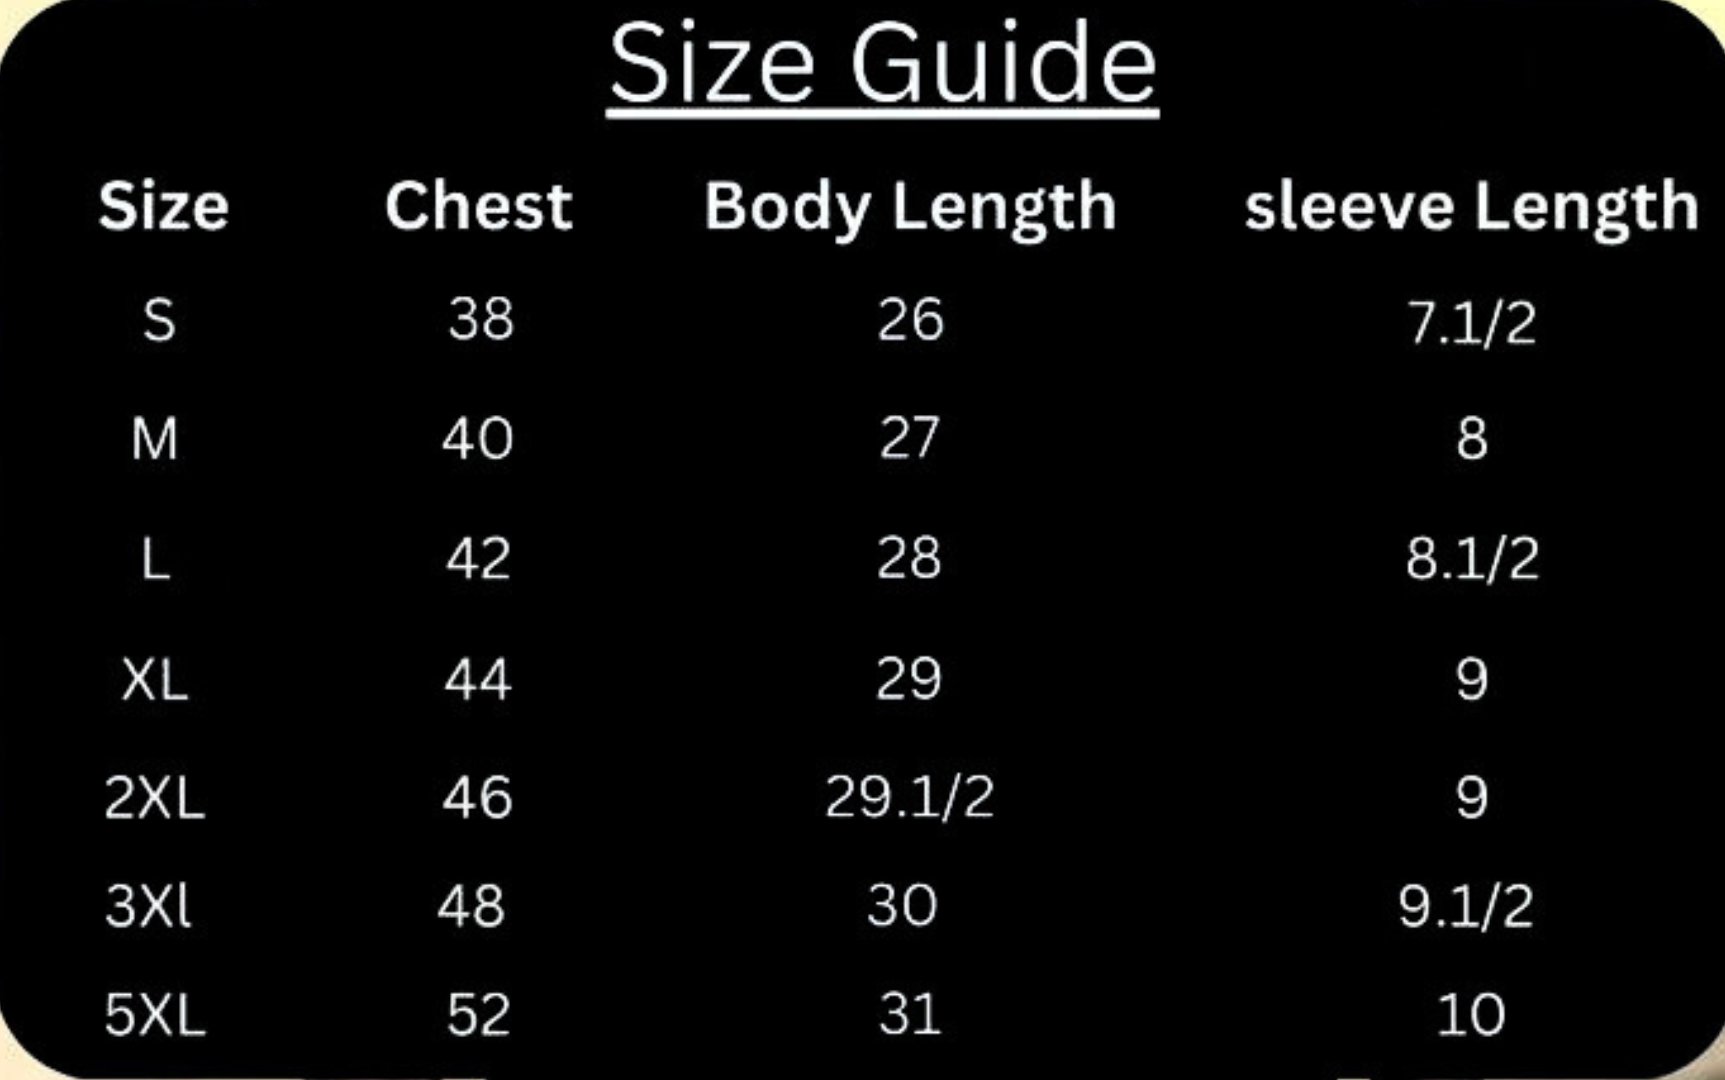 Size Guide
Size Chest Body Length sleeve Length
S 38 26 7.1/2
M 40 27 8
L 42 28 8.1/2
XL 44 29 9
2XL 46 29.1/2 9
3Xl 48 30 9.1/2
5XL 52 31 10